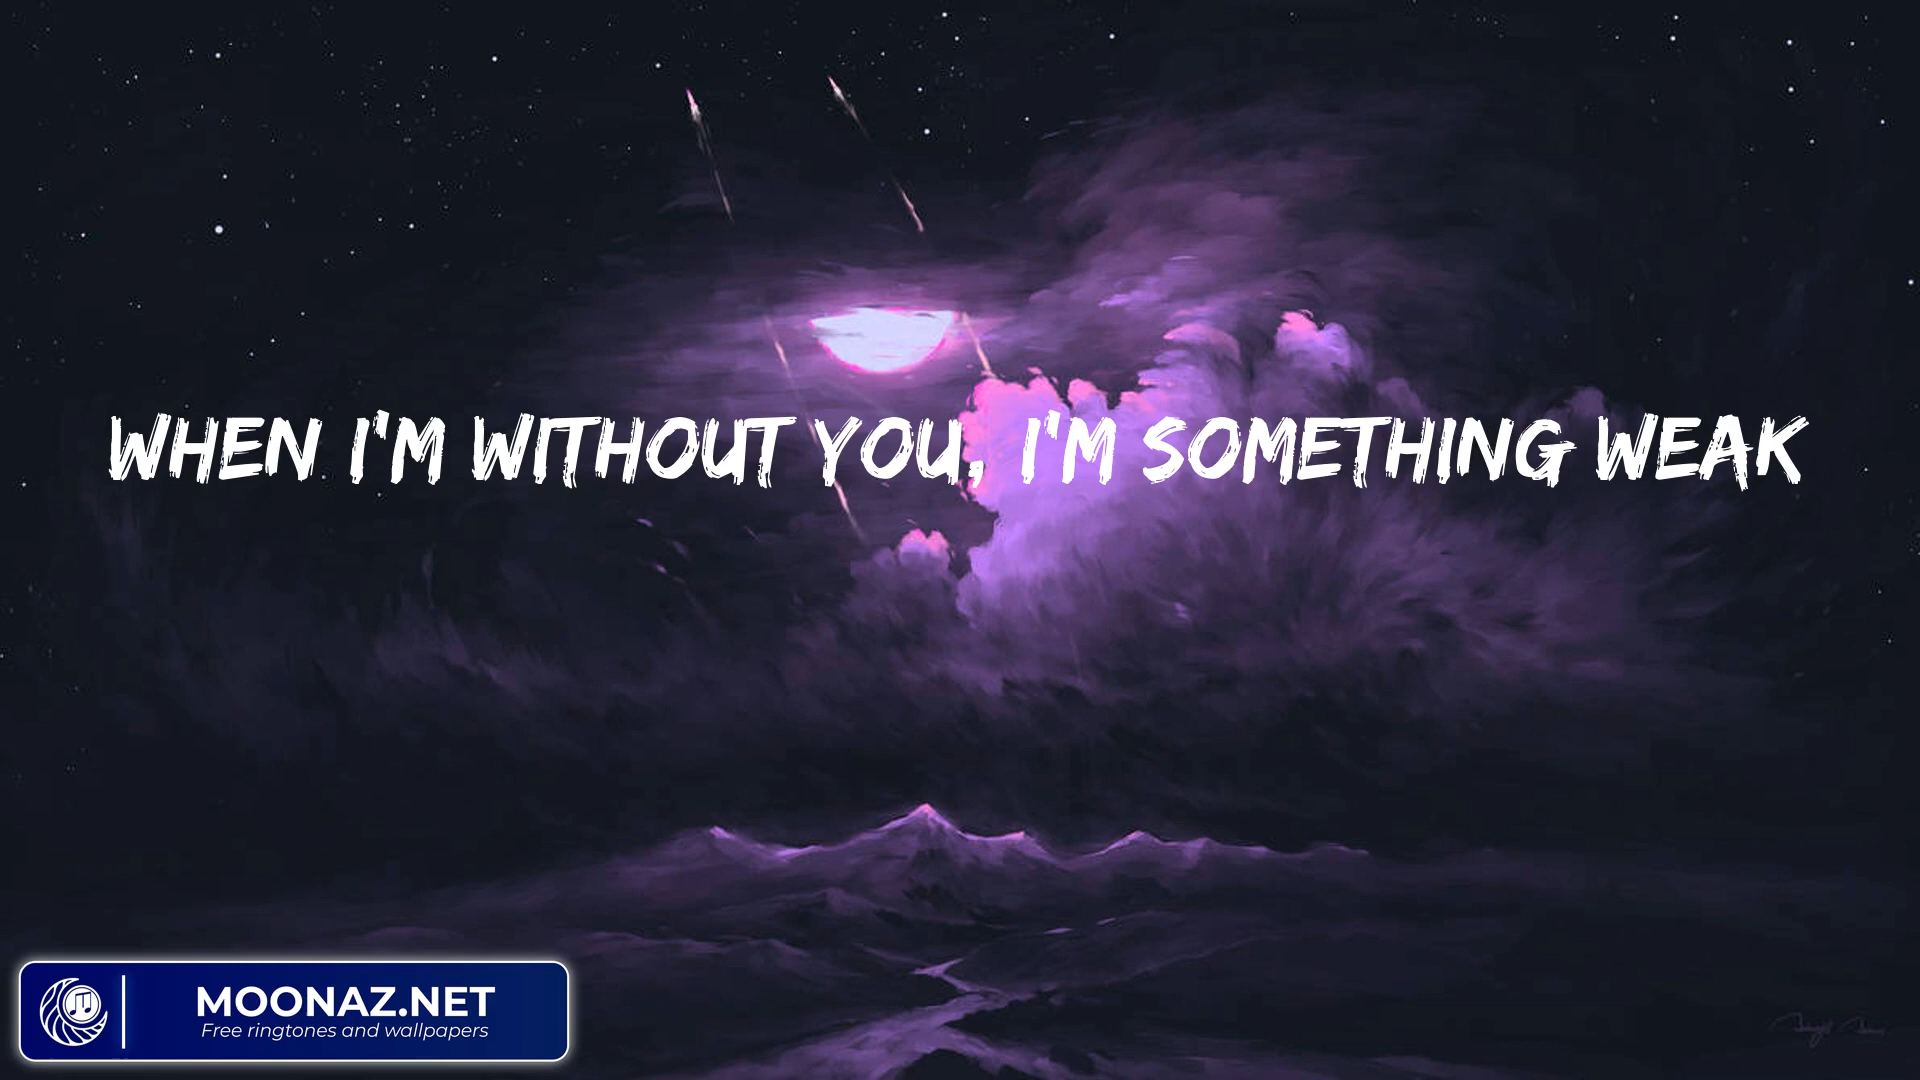 WHEN I'M WITHOUT YOU, I'M SOMETHING WEAK
MOONAZ.NET
Free ringtones and wallpapers